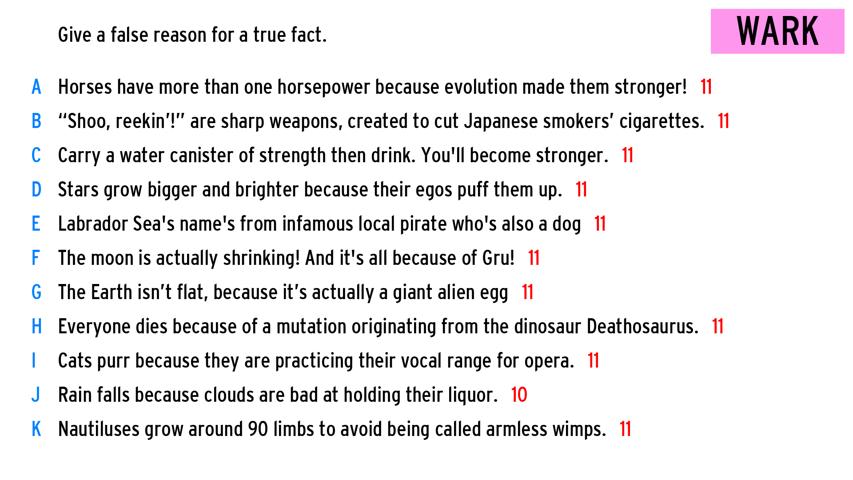 Give a false reason for a true fact.
WARK
A Horses have more than one horsepower because evolution made them stronger! 11
B “Shoo, reekin’!” are sharp weapons, created to cut Japanese smokers’ cigarettes. 11
C Carry a water canister of strength then drink. You'll become stronger. 11
D Stars grow bigger and brighter because their egos puff them up. 11
E Labrador Sea's name's from infamous local pirate who's also a dog 11
F The moon is actually shrinking! And it's all because of Gru! 11
G The Earth isn’t flat, because it’s actually a giant alien egg 11
H Everyone dies because of a mutation originating from the dinosaur Deathosaurus. 11
I Cats purr because they are practicing their vocal range for opera. 11
J Rain falls because clouds are bad at holding their liquor. 10
K Nautiluses grow around 90 limbs to avoid being called armless wimps. 11